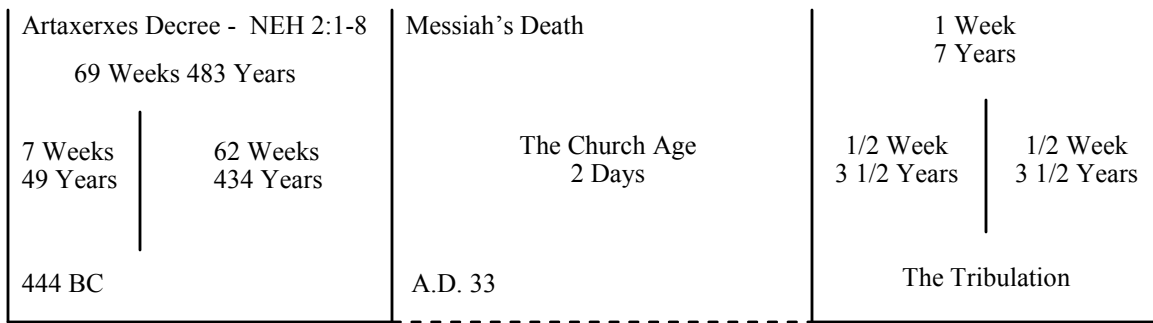 Artaxerxes Decree - NEH 2:1-8
69 Weeks 483 Years
7 Weeks
49 Years
62 Weeks
434 Years
444 BC
Messiah’s Death
The Church Age
2 Days
A.D. 33
1 Week
7 Years
1/2 Week
3 1/2 Years
1/2 Week
3 1/2 Years
The Tribulation